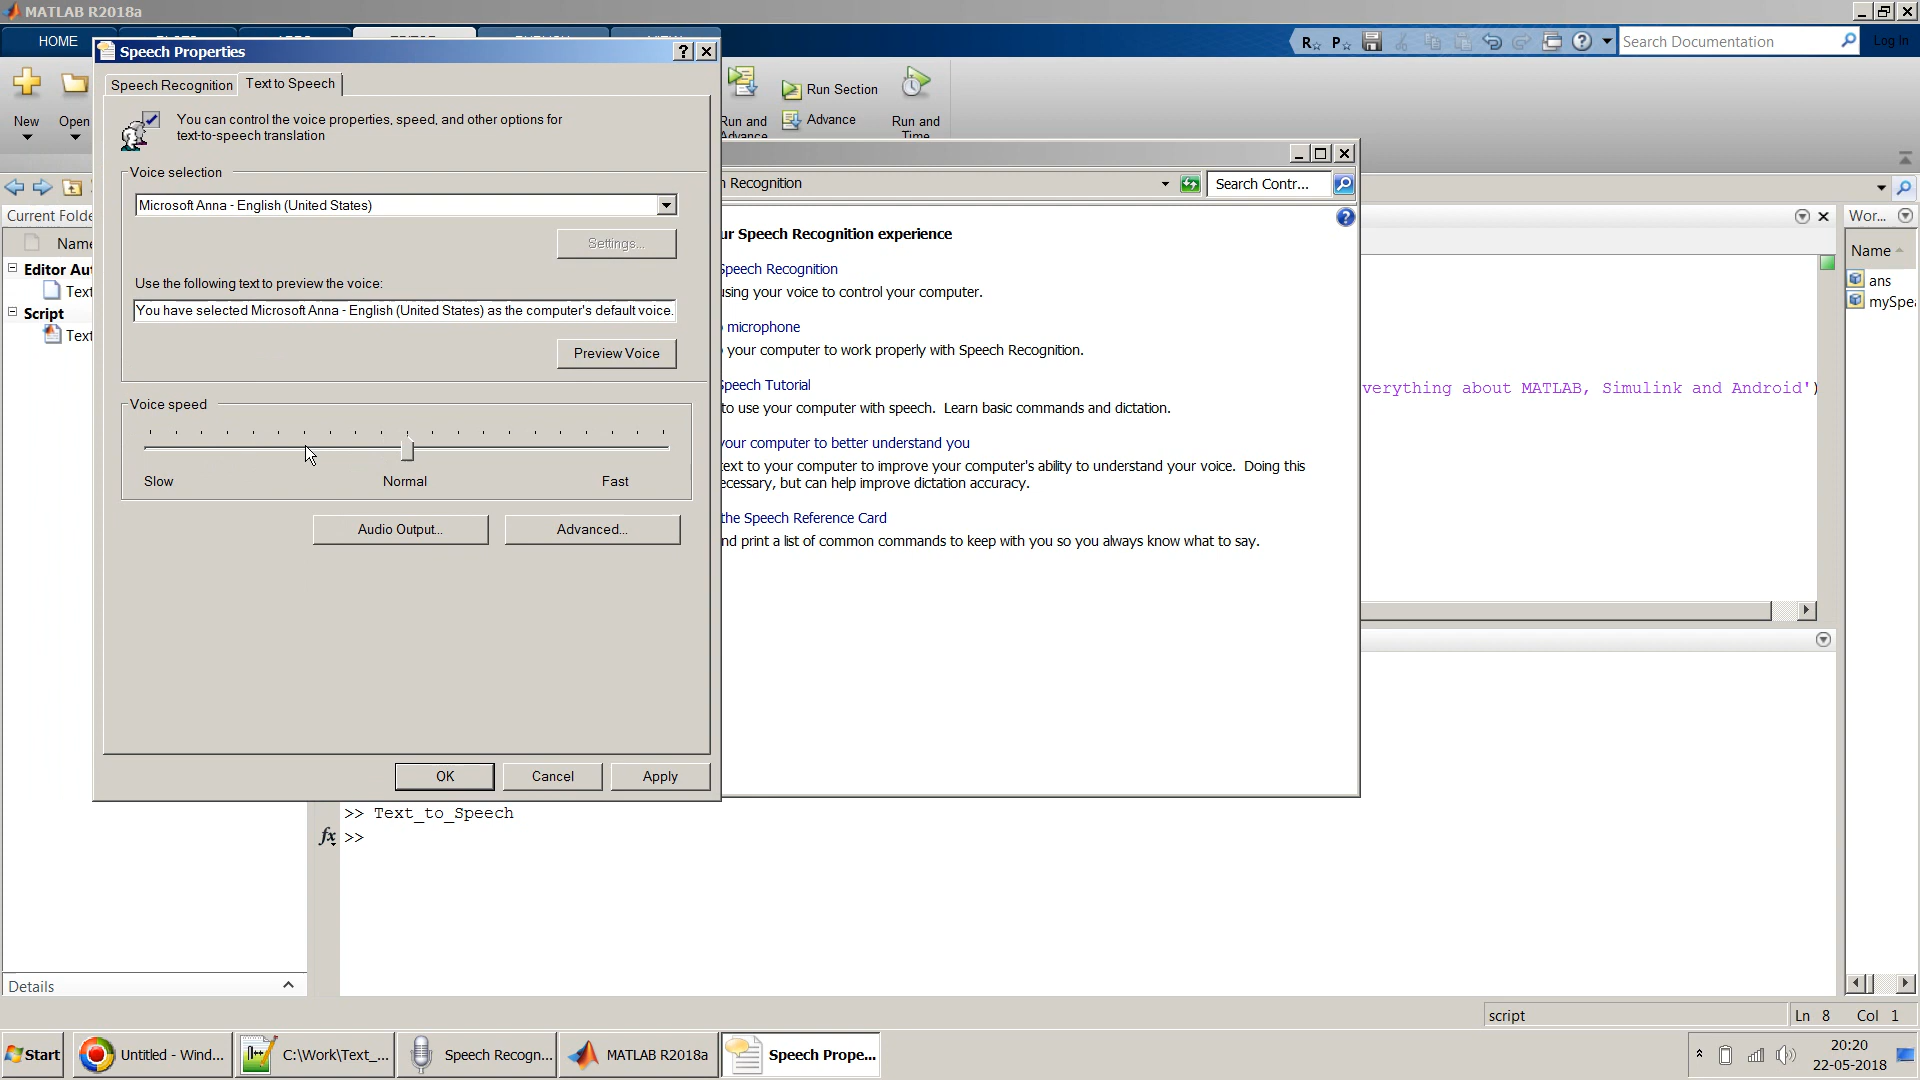 MATLAB R2018a
HOME
Log In
Search Documentation
Speech Properties
Speech Recognition
Text to Speech
You can control the voice properties, speed, and other options for
text-to-speech translation
Voice selection
Microsoft Anna - English (United States)
Settings...
Use the following text to preview the voice:
You have selected Microsoft Anna - English (United States) as the computer's default voice.
Preview Voice
Voice speed
Slow
Normal
Fast
Audio Output...
Advanced...
OK
Cancel
Apply
New
Open
Run and
Advance
Run Section
Advance
Run and
Time
Current Folde
Name
Editor Aut
Text
Script
Text
Details
Recognition
Search Contr...
ur Speech Recognition experience
Speech Recognition
using your voice to control your computer.
microphone
your computer to work properly with Speech Recognition.
Speech Tutorial
to use your computer with speech. Learn basic commands and dictation.
your computer to better understand you
ext to your computer to improve your computer's ability to understand your voice. Doing this
ecessary, but can help improve dictation accuracy.
the Speech Reference Card
nd print a list of common commands to keep with you so you always know what to say.
verything about MATLAB, Simulink and Android')
Wor...
Name
ans
mySpea
>> Text_to_Speech
fx >>
script
Ln 8 Col 1
Start
Untitled - Wind...
C:\Work\Text_...
Speech Recogn...
MATLAB R2018a
Speech Prope...
20:20
22-05-2018